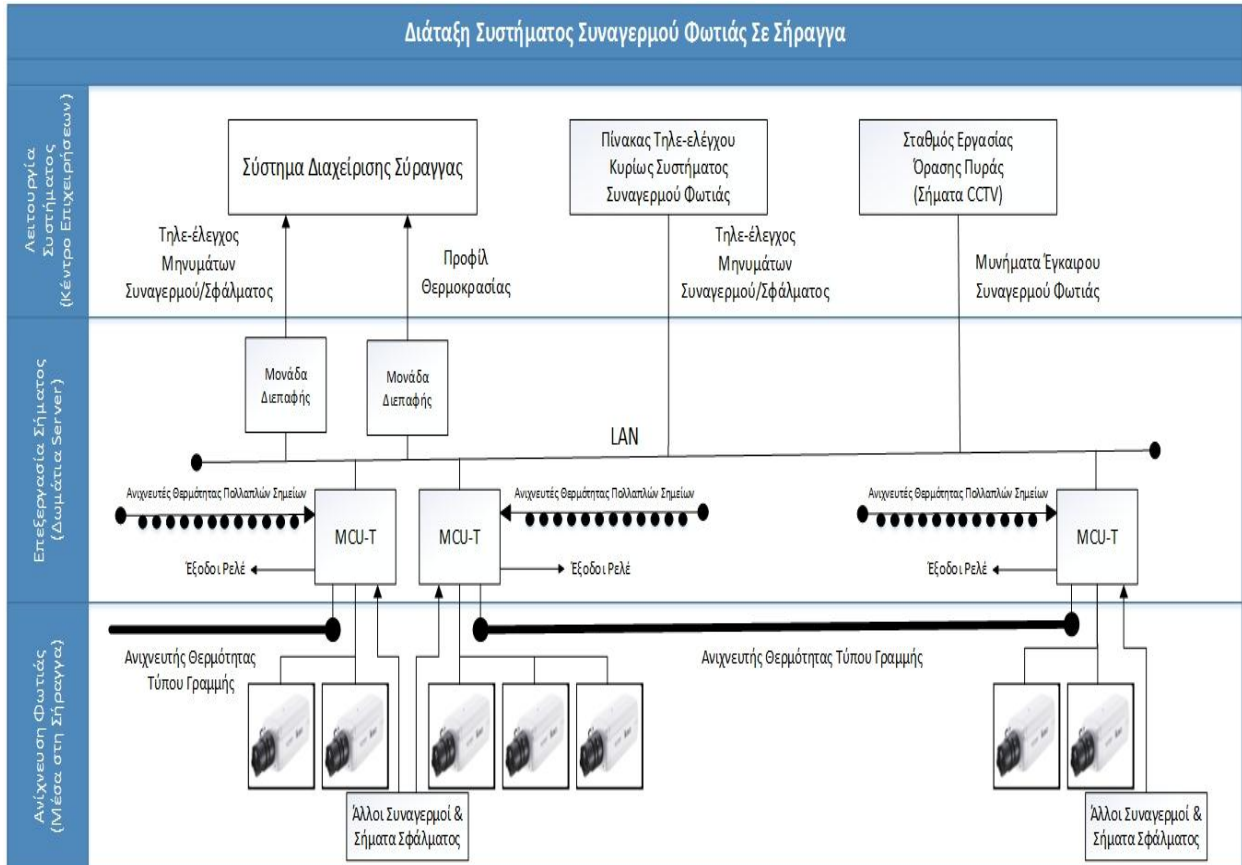 Διάταξη Συστήματος Συναγερμού Φωτιάς Σε Σήραγγα
Λειτουργία
Συστήματος
(Κέντρο Επιχειρήσεων)
Σύστημα Διαχείρισης Σύραγγας
Πίνακας Τηλε-ελέγχου
Κυρίως Συστήματος
Συναγερμού Φωτιάς
Σταθμός Εργασίας
Όρασης Πυράς
(Σήματα CCTV)
Τηλε-έλεγχος
Μηνυμάτων
Συναγερμού/Σφάλματος
Προφίλ
Θερμοκρασίας
Τηλε-έλεγχος
Μηνυμάτων
Συναγερμού/Σφάλματος
Μυνήματα Έγκαιρου
Συναγερμού Φωτιάς
Επεξεργασία Σήματος
(Δωμάτια Server)
Μονάδα
Διεπαφής
Μονάδα
Διεπαφής
LAN
Ανιχνευτές Θερμότητας Πολλαπλών Σημείων
MCU-T
Έξοδοι Ρελέ
MCU-T
Ανιχνευτές Θερμότητας Πολλαπλών Σημείων
Έξοδοι Ρελέ
Ανιχνευτές Θερμότητας Πολλαπλών Σημείων
MCU-T
Έξοδοι Ρελέ
Ανίχνευση Φωτιάς
(Μέσα στη Σήραγγα)
Ανιχνευτής Θερμότητας
Τύπου Γραμμής
Ανιχνευτής Θερμότητας Τύπου Γραμμής
Άλλοι Συναγερμοί &
Σήματα Σφάλματος
Άλλοι Συναγερμοί &
Σήματα Σφάλματος